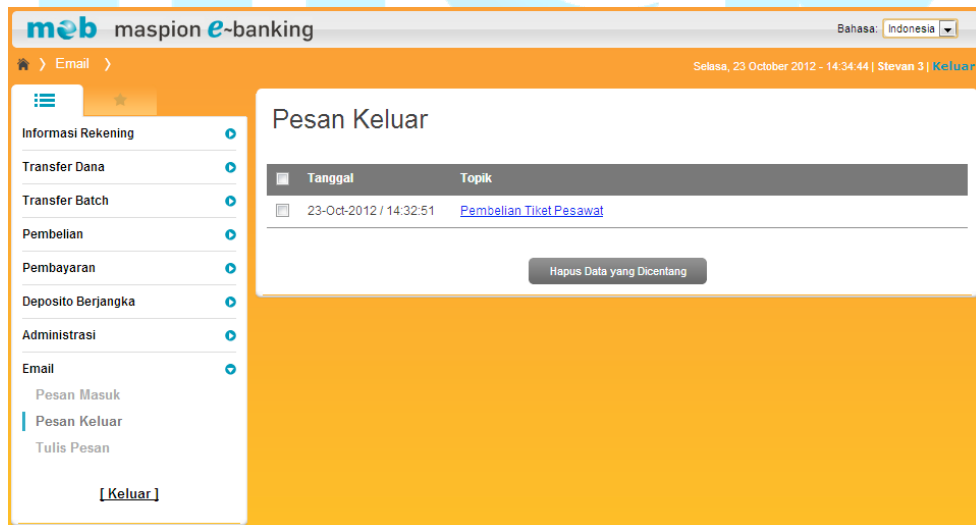 meb maspion e-banking
Bahasa: Indonesia
Email
Selasa, 23 October 2012 - 14:34:44 | Stevan 3 | Keluar
Informasi Rekening
Transfer Dana
Transfer Batch
Pembelian
Pembayaran
Deposito Berjangka
Administrasi
Email
Pesan Masuk
Pesan Keluar
Tulis Pesan
[ Keluar ]
Pesan Keluar
Tanggal Topik
23-Oct-2012 / 14:32:51 Pembelian Tiket Pesawat
Hapus Data yang Dicentang